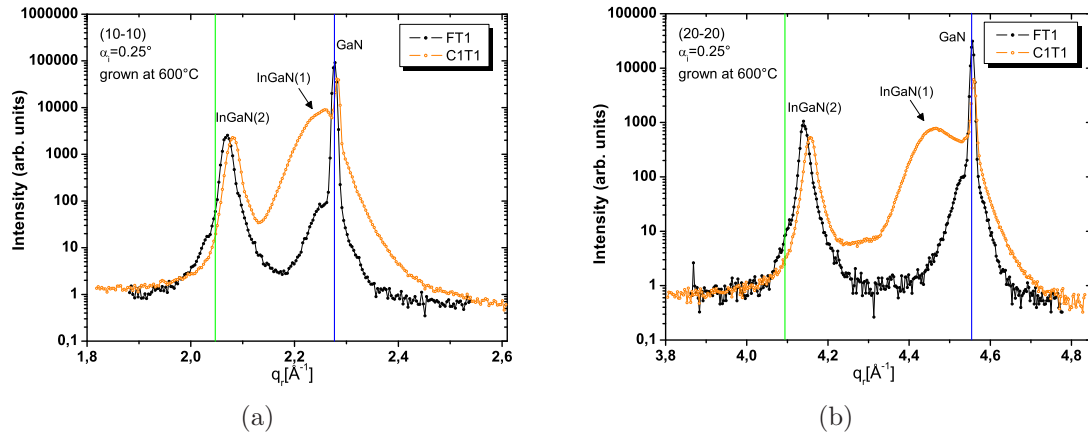 (10-10)
αi=0.25°
grown at 600°C
GaN
FT1
C1T1
InGaN(1)
InGaN(2)
Intensity (arb. units)
1000000
100000
10000
1000
100
10
1
0,1
1,8
2,0
2,2
2,4
2,6
qr[Å-1]
(a)
(20-20)
αi=0.25°
grown at 600°C
GaN
FT1
C1T1
InGaN(1)
InGaN(2)
Intensity (arb. units)
100000
10000
1000
100
10
1
0,1
3,8
4,0
4,2
4,4
4,6
4,8
qr[Å-1]
(b)